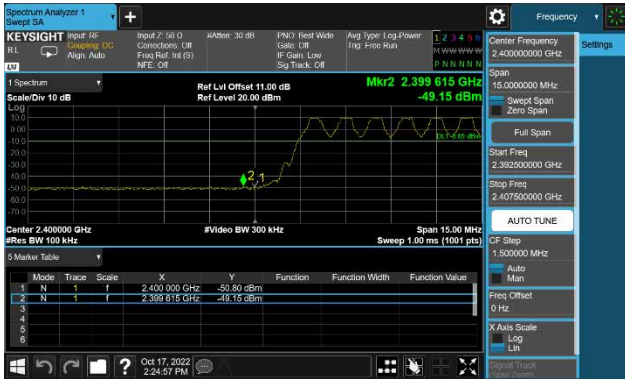 Spectrum Analyzer 1
Swept SA
Frequency
KEYSIGHT
Input: RF
Coupling: DC
Align: Auto
Input Z: 50 Ω
Corrections: Off
Freq Ref: Int (S)
NFE: Off
#Atten: 30 dB
PNO: Best Wide
Gate: Off
IF Gain: Low
Sig Track: Off
Avg Type: Log-Power
Trig: Free Run
1 2 3 4 5 6
M W W W W W
P N N N N N
RL
LXI
1 Spectrum
Scale/Div 10 dB
Ref Lvl Offset 11.00 dB
Ref Level 20.00 dBm
Mkr2 2.399 615 GHz
-49.15 dBm
Log
10.0
0.00
-10.0
-20.0
-30.0
-40.0
-50.0
-60.0
-70.0
2
1
Center 2.400000 GHz
#Res BW 100 kHz
#Video BW 300 kHz
Span 15.00 MHz
Sweep 1.00 ms (1001 pts)
5 Marker Table
Mode Trace Scale X Y Function Function Width Function Value
1 N 1 f 2.400 000 GHz -50.80 dBm
2 N 1 f 2.399 615 GHz -49.15 dBm
3
4
5
6
Oct 17, 2022
2:24:57 PM
Center Frequency
2.400000000 GHz
Settings
Span
15.0000000 MHz
Swept Span
Zero Span
Full Span
Start Freq
2.392500000 GHz
Stop Freq
2.407500000 GHz
AUTO TUNE
CF Step
1.500000 MHz
Auto
Man
Freq Offset
0 Hz
X Axis Scale
Log
Lin
Signal Track
(Span Zoom)